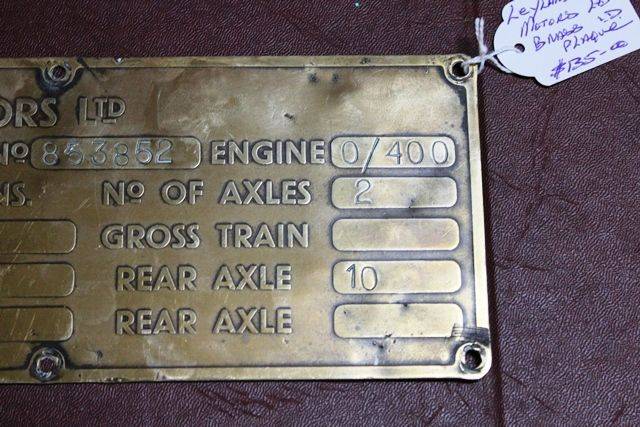 MOTORS LTD
BRASS I.D.
PLAQUE
$135.00
ORS LTD
No 853852 ENGINE 0/400
NS. No OF AXLES 2
GROSS TRAIN
REAR AXLE 10
REAR AXLE